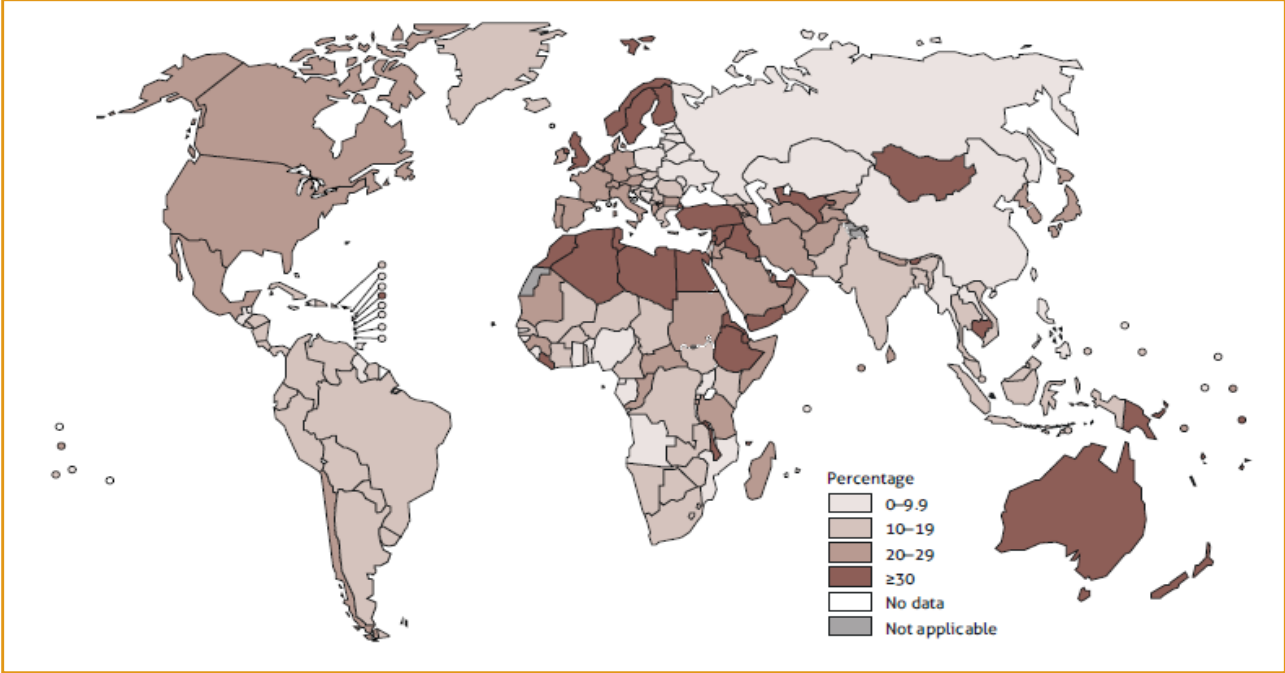 Percentage
0–9.9
10–19
20–29
≥30
No data
Not applicable